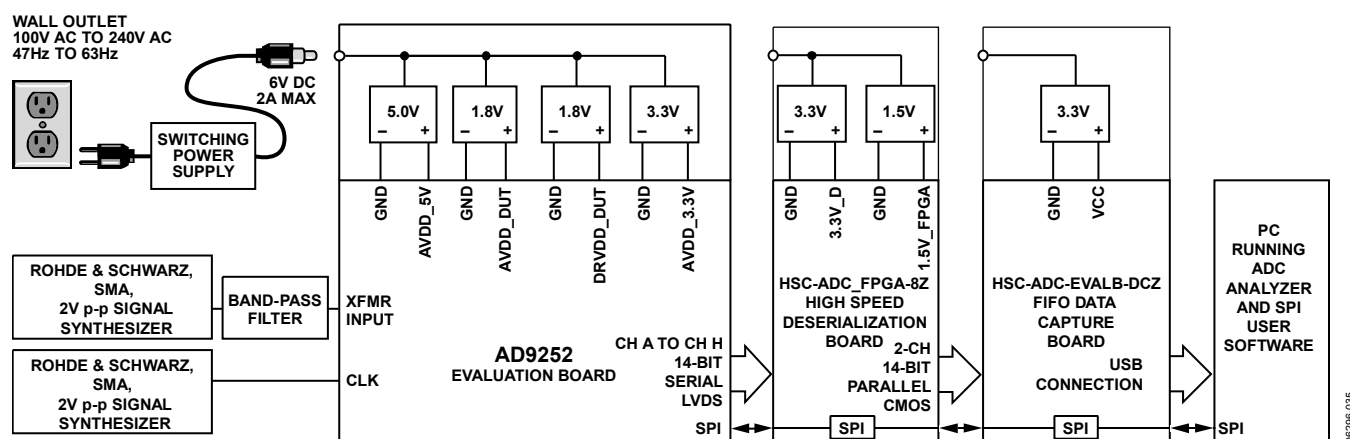 WALL OUTLET
100V AC TO 240V AC
47Hz TO 63Hz
6V DC
2A MAX
SWITCHING
POWER
SUPPLY
5.0V
– +
1.8V
– +
1.8V
– +
3.3V
– +
3.3V
– +
1.5V
– +
3.3V
– +
GND
AVDD_5V
GND
AVDD_DUT
GND
DRVDD_DUT
GND
AVDD_3.3V
GND
3.3V_D
GND
1.5V_FPGA
GND
VCC
ROHDE & SCHWARZ,
SMA,
2V p-p SIGNAL
SYNTHESIZER
BAND-PASS
FILTER
XFMR
INPUT
ROHDE & SCHWARZ,
SMA,
2V p-p SIGNAL
SYNTHESIZER
CLK
AD9252
EVALUATION BOARD
CH A TO CH H
14-BIT
SERIAL
LVDS
SPI
HSC-ADC_FPGA-8Z
HIGH SPEED
DESERIALIZATION
BOARD
2-CH
14-BIT
PARALLEL
CMOS
SPI
HSC-ADC-EVALB-DCZ
FIFO DATA
CAPTURE
BOARD
USB
CONNECTION
SPI
PC
RUNNING
ADC
ANALYZER
AND SPI
USER
SOFTWARE
SPI